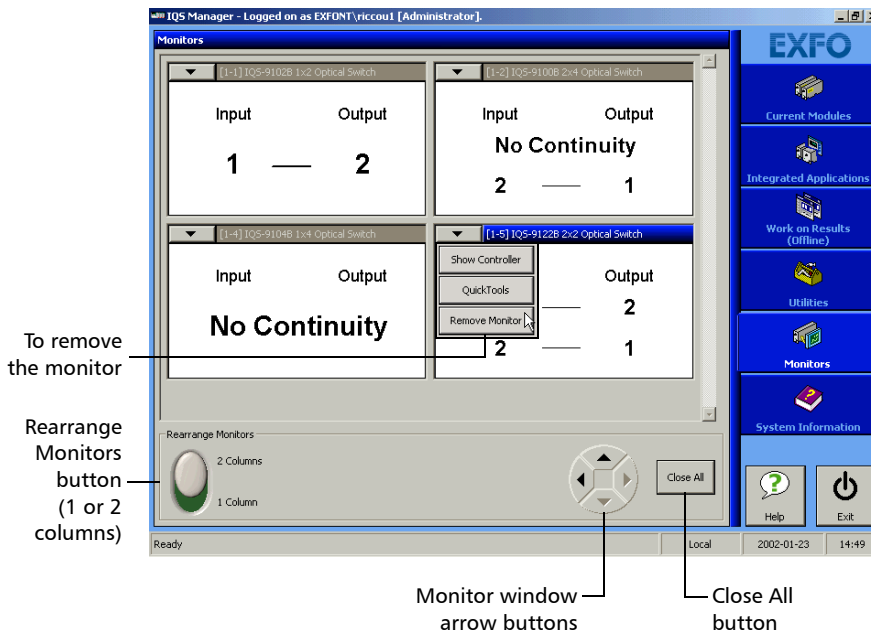 IQS Manager - Logged on as EXFONT\riccou1 [Administrator].
Monitors
EXFO
[1-1] IQS-9102B 1x2 Optical Switch
Input Output
1 — 2
[1-2] IQS-9100B 2x4 Optical Switch
Input Output
No Continuity
2 — 1
[1-4] IQS-9104B 1x4 Optical Switch
Input Output
No Continuity
[1-5] IQS-9122B 2x2 Optical Switch
Show Controller
QuickTools
Remove Monitor
Output
— 2
2 — 1
Current Modules
Integrated Applications
Work on Results
(Offline)
Utilities
Monitors
System Information
To remove
the monitor
Rearrange
Monitors
button
(1 or 2
columns)
Rearrange Monitors
2 Columns
1 Column
Close All
Help
Exit
Ready
Local
2002-01-23
14:49
Monitor window
arrow buttons
Close All
button